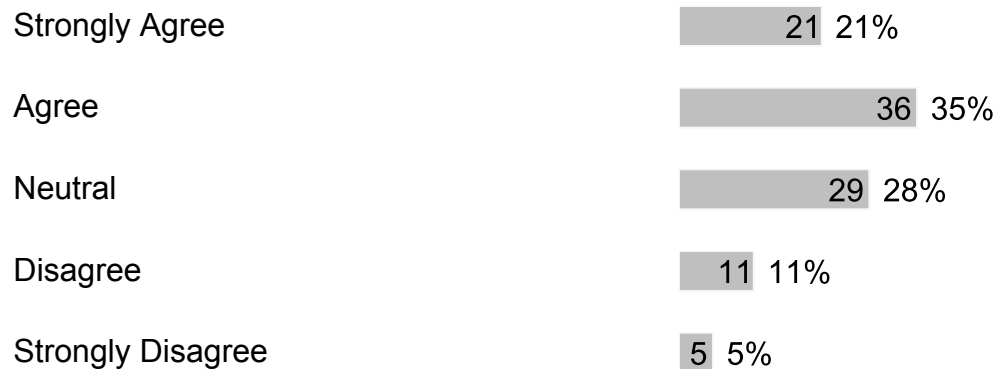 Strongly Agree 21 21%
Agree 36 35%
Neutral 29 28%
Disagree 11 11%
Strongly Disagree 5 5%